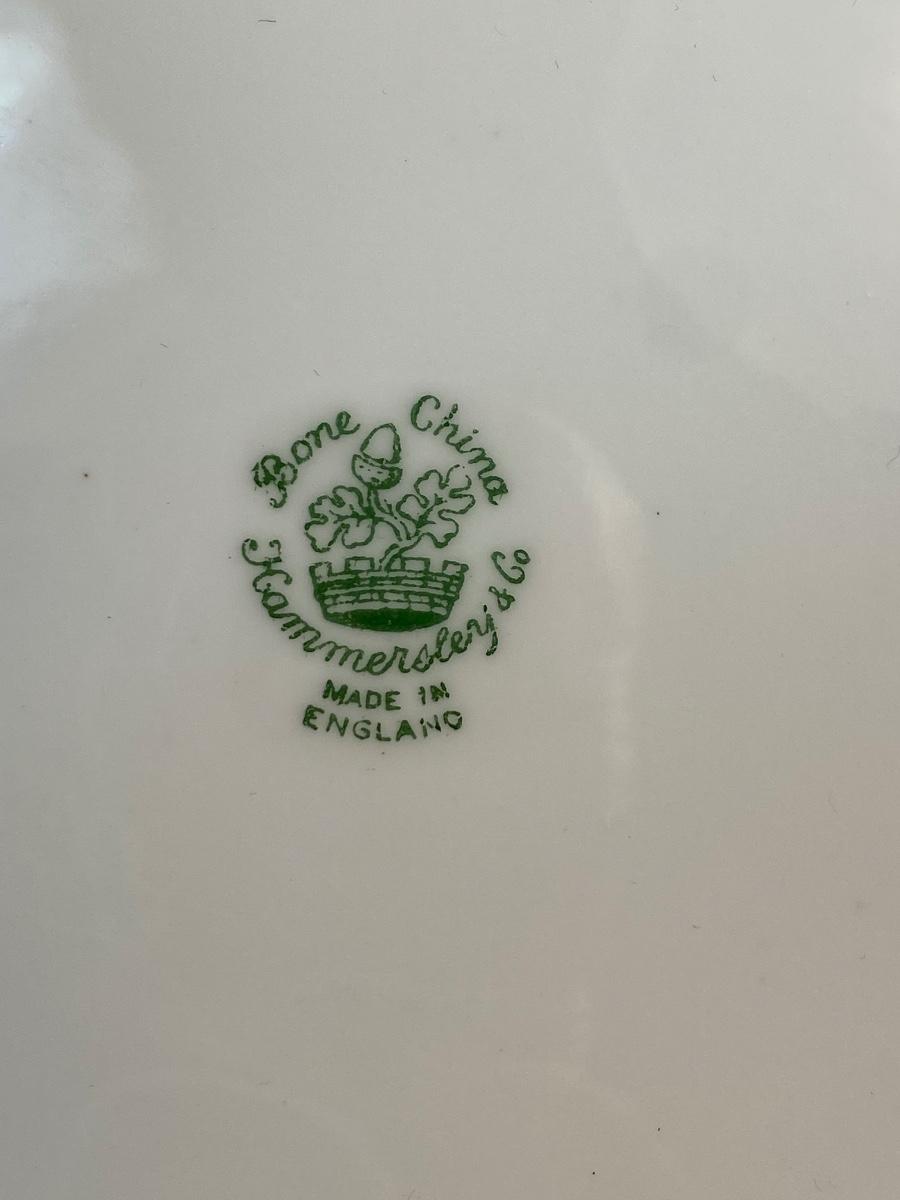 Bone China
Hammersley & Co
MADE IN
ENGLAND